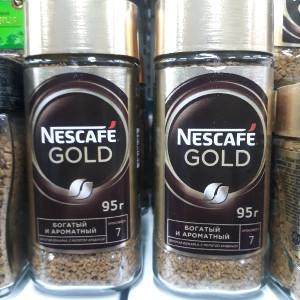 NESCAFÉ
GOLD
95г
БОГАТЫЙ
И АРОМАТНЫЙ
7
NESCAFÉ
GOLD
95г
БОГАТЫЙ
И АРОМАТНЫЙ
7